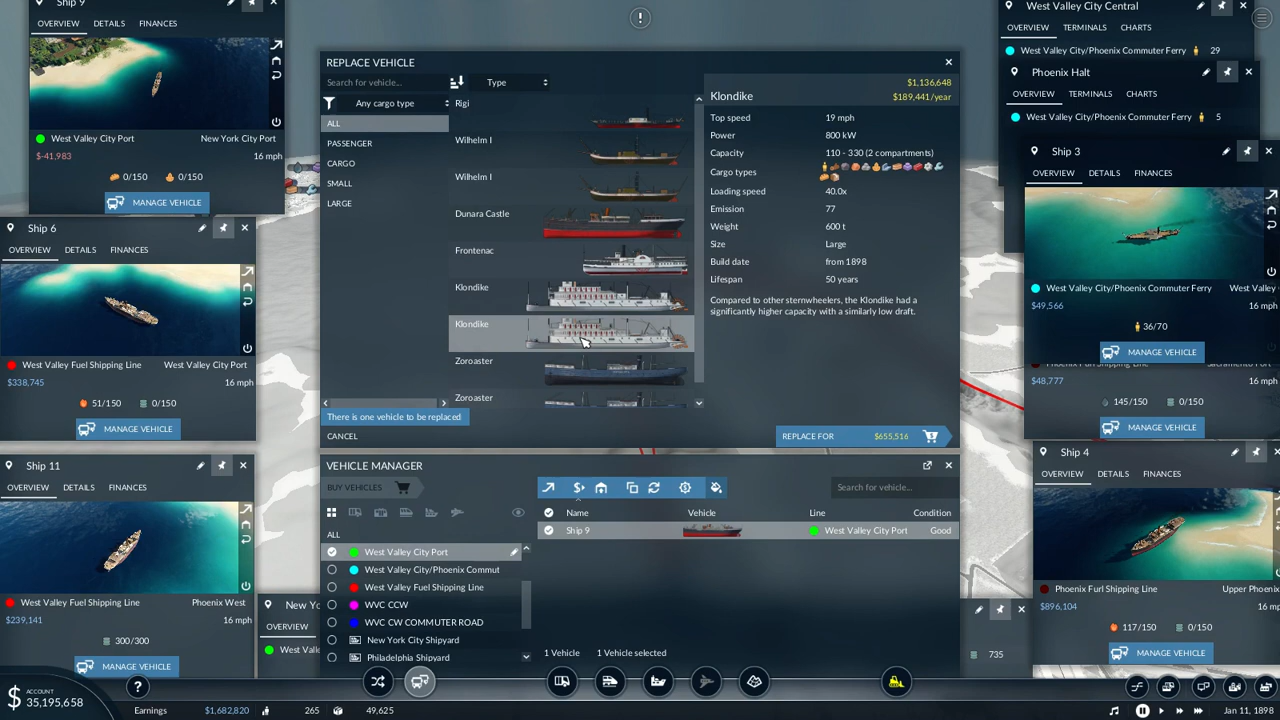 Ship 9
OVERVIEW DETAILS FINANCES
West Valley City Port New York City Port
$-41,983 16 mph
0/150 0/150
MANAGE VEHICLE
Ship 6
OVERVIEW DETAILS FINANCES
West Valley Fuel Shipping Line West Valley City Port
$338,745 16 mph
51/150 0/150
MANAGE VEHICLE
Ship 11
OVERVIEW DETAILS FINANCES
West Valley Fuel Shipping Line Phoenix West
$239,141 16 mph
300/300
MANAGE VEHICLE
New Yo
OVERVIEW
West Valle
REPLACE VEHICLE
Search for vehicle... Type
Any cargo type
ALL
PASSENGER
CARGO
SMALL
LARGE
Rigi
Wilhelm I
Wilhelm I
Dunara Castle
Frontenac
Klondike
Klondike
Zoroaster
Zoroaster
There is one vehicle to be replaced
CANCEL
$1,136,648
Klondike $189,441/year
Top speed 19 mph
Power 800 kW
Capacity 110 - 330 (2 compartments)
Cargo types
Loading speed 40.0x
Emission 77
Weight 600 t
Size Large
Build date from 1898
Lifespan 50 years
Compared to other sternwheelers, the Klondike had a
significantly higher capacity with a similarly low draft.
REPLACE FOR $655,516
VEHICLE MANAGER
BUY VEHICLES
Search for vehicle...
ALL
West Valley City Port
West Valley City/Phoenix Commut
West Valley Fuel Shipping Line
WVC CCW
WVC CW COMMUTER ROAD
New York City Shipyard
Philadelphia Shipyard
Name Vehicle Line Condition
Ship 9 West Valley City Port Good
1 Vehicle 1 Vehicle selected
West Valley City Central
OVERVIEW TERMINALS CHARTS
West Valley City/Phoenix Commuter Ferry 29
Phoenix Halt
OVERVIEW TERMINALS CHARTS
West Valley City/Phoenix Commuter Ferry 5
Ship 3
OVERVIEW DETAILS FINANCES
West Valley City/Phoenix Commuter Ferry West Valley
$49,566 16 mph
36/70
MANAGE VEHICLE
$48,777 16 mph
145/150 0/150
MANAGE VEHICLE
Ship 4
OVERVIEW DETAILS FINANCES
Phoenix Furl Shipping Line Upper Phoenix
$896,104 16 mph
117/150 0/150
MANAGE VEHICLE
735
$ ACCOUNT
35,195,658
?
Earnings $1,682,820 265 49,625
Jan 11, 1898